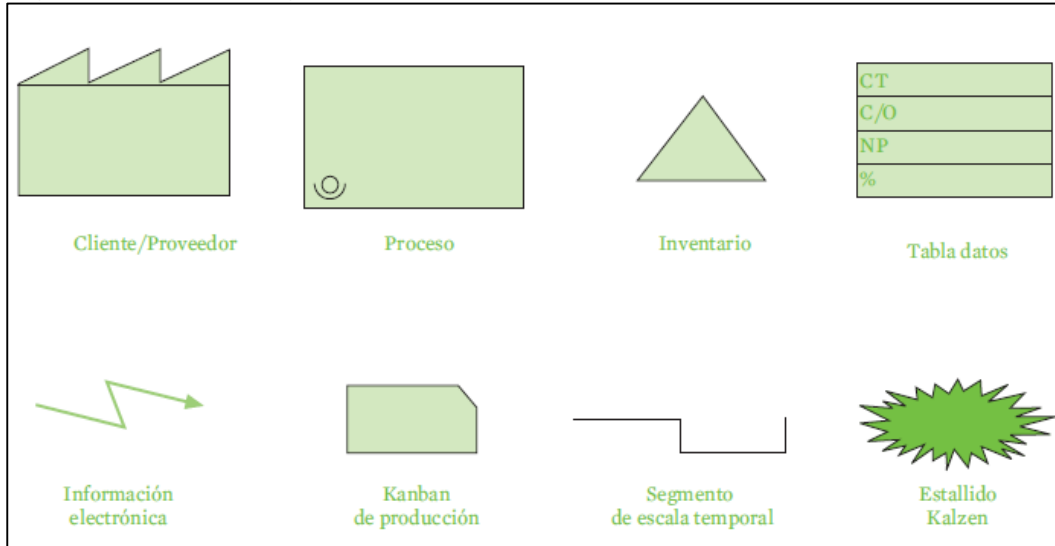 CT
C/O
NP
%
Cliente/Proveedor
Proceso
Inventario
Tabla datos
Información
electrónica
Kanban
de producción
Segmento
de escala temporal
Estallido
Kalzen